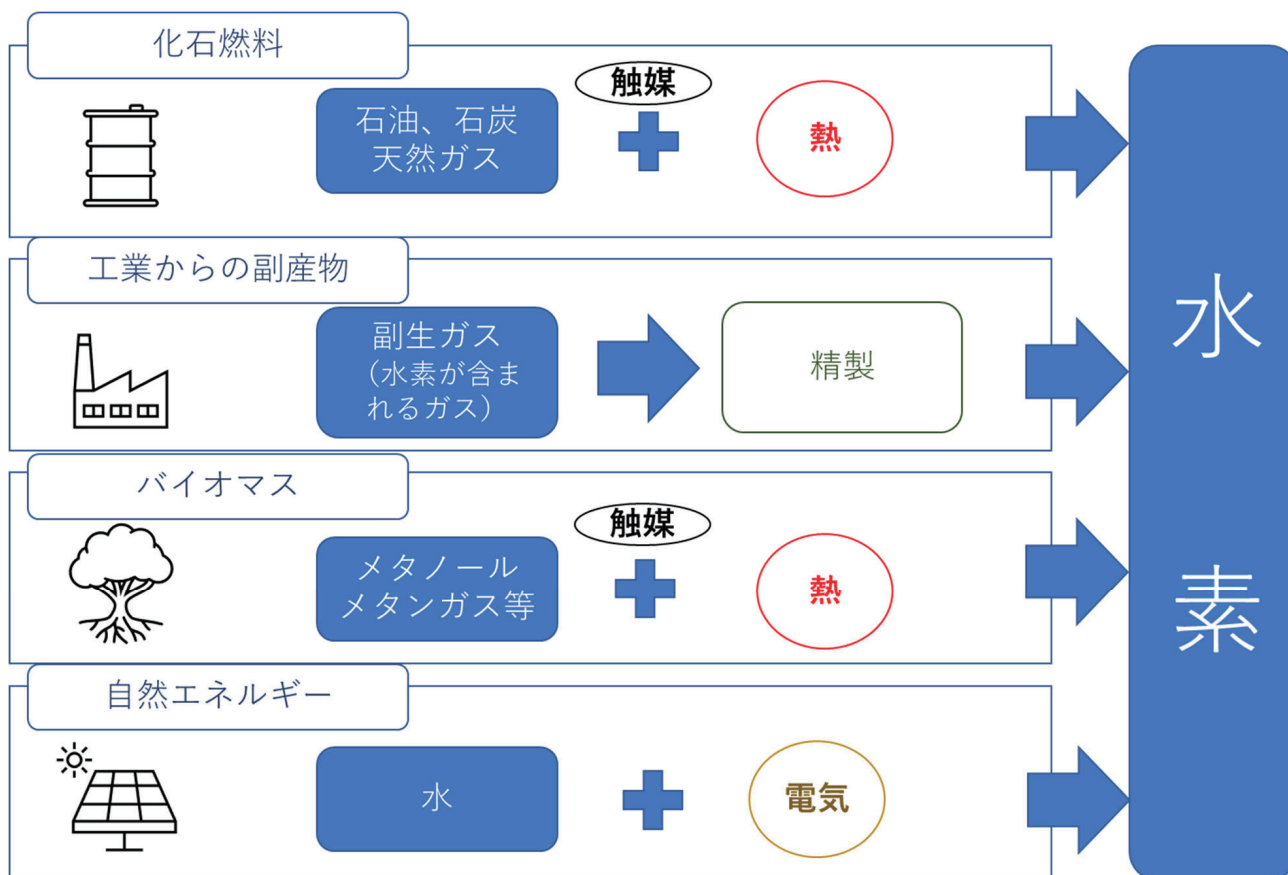 化石燃料
石油、石炭
天然ガス
触媒
熱
工業からの副産物
副生ガス
（水素が含ま
れるガス）
精製
バイオマス
メタノール
メタンガス等
触媒
熱
自然エネルギー
水
電気
水
素